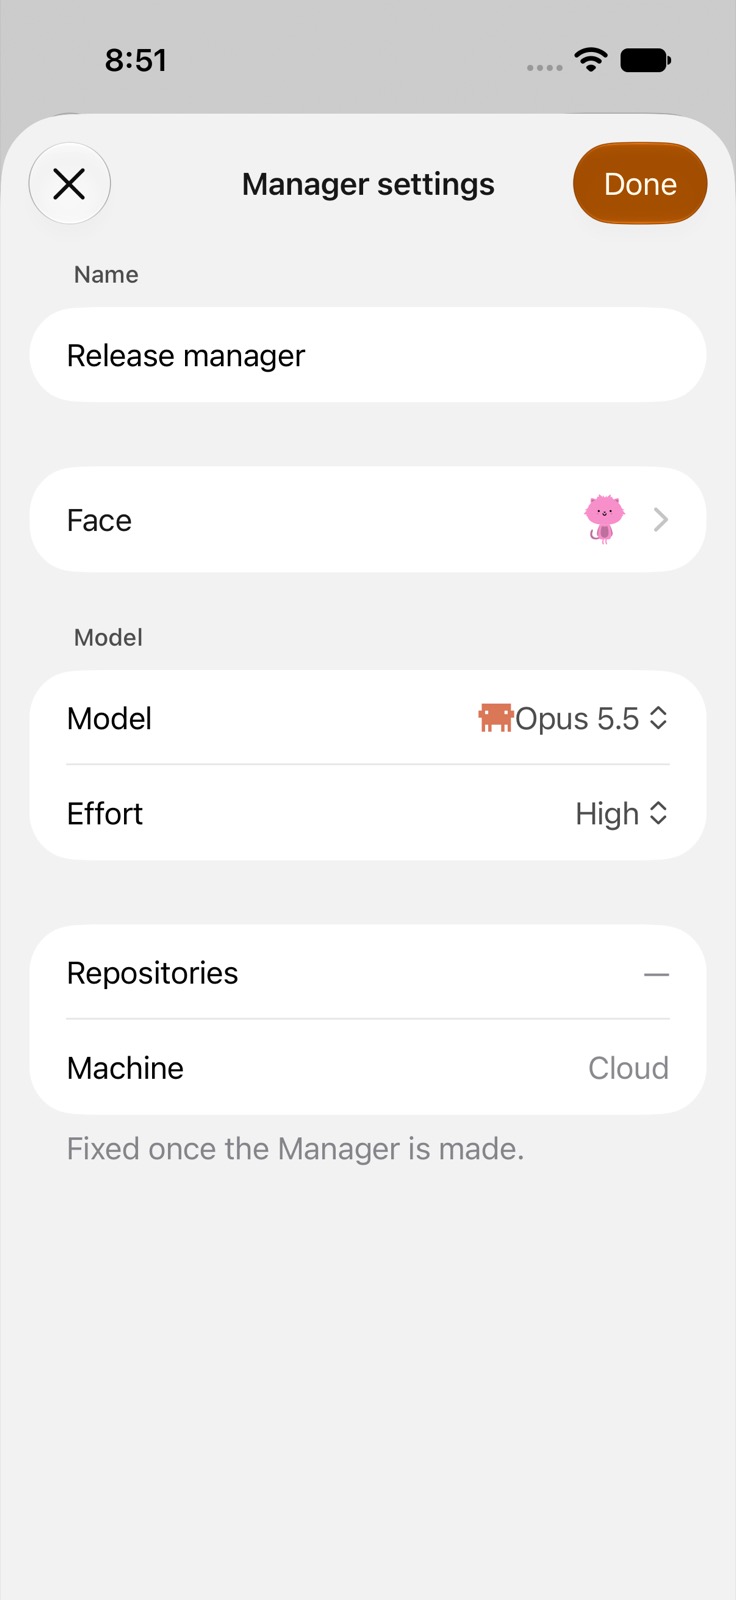 8:51
Manager settings
Done
Name
Release manager
Face
Model
Model
Opus 5.5
Effort
High
Repositories
—
Machine
Cloud
Fixed once the Manager is made.